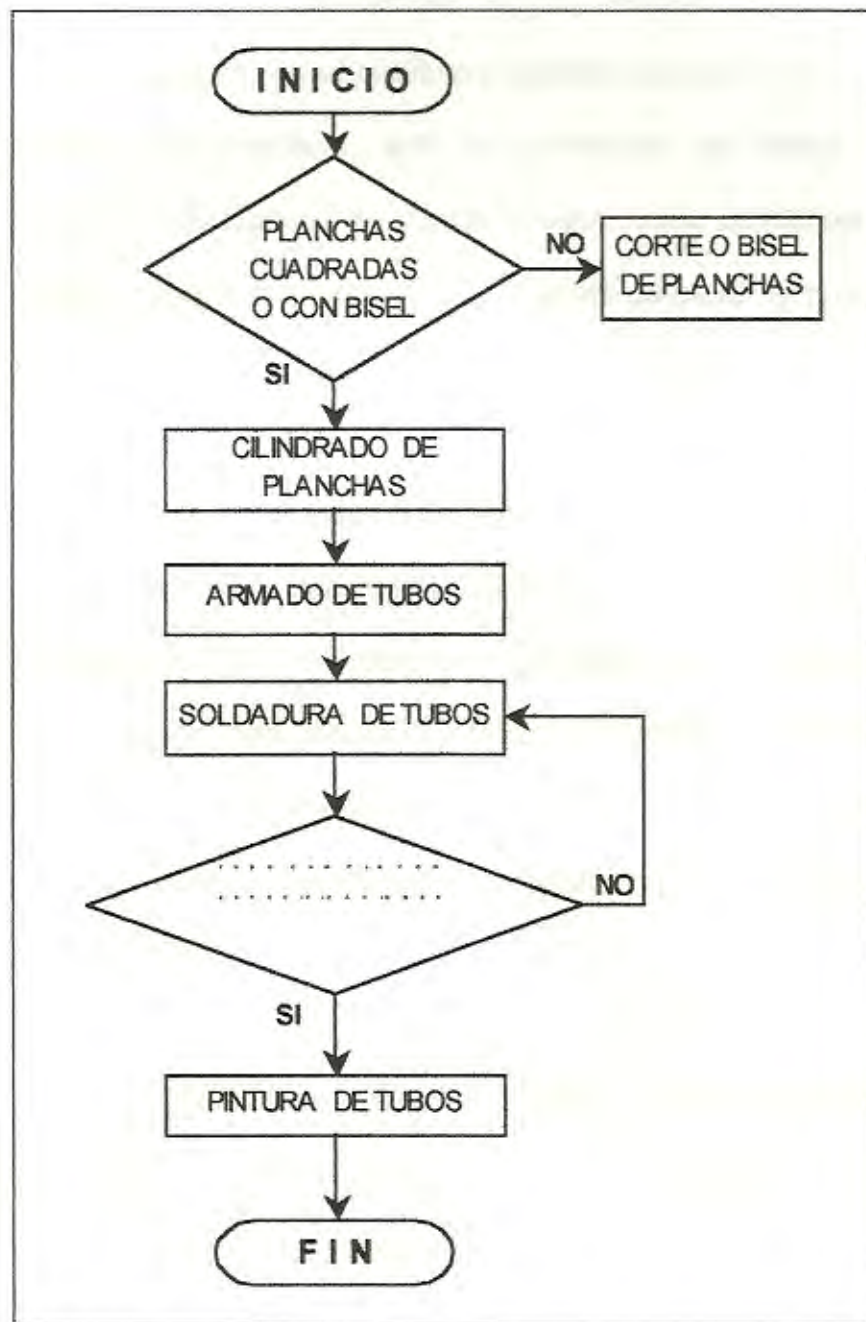 INICIO
PLANCHAS
CUADRADAS
O CON BISEL
NO
CORTE O BISEL
DE PLANCHAS
SI
CILINDRADO DE
PLANCHAS
ARMADO DE TUBOS
SOLDADURA DE TUBOS
NO
SI
PINTURA DE TUBOS
FIN